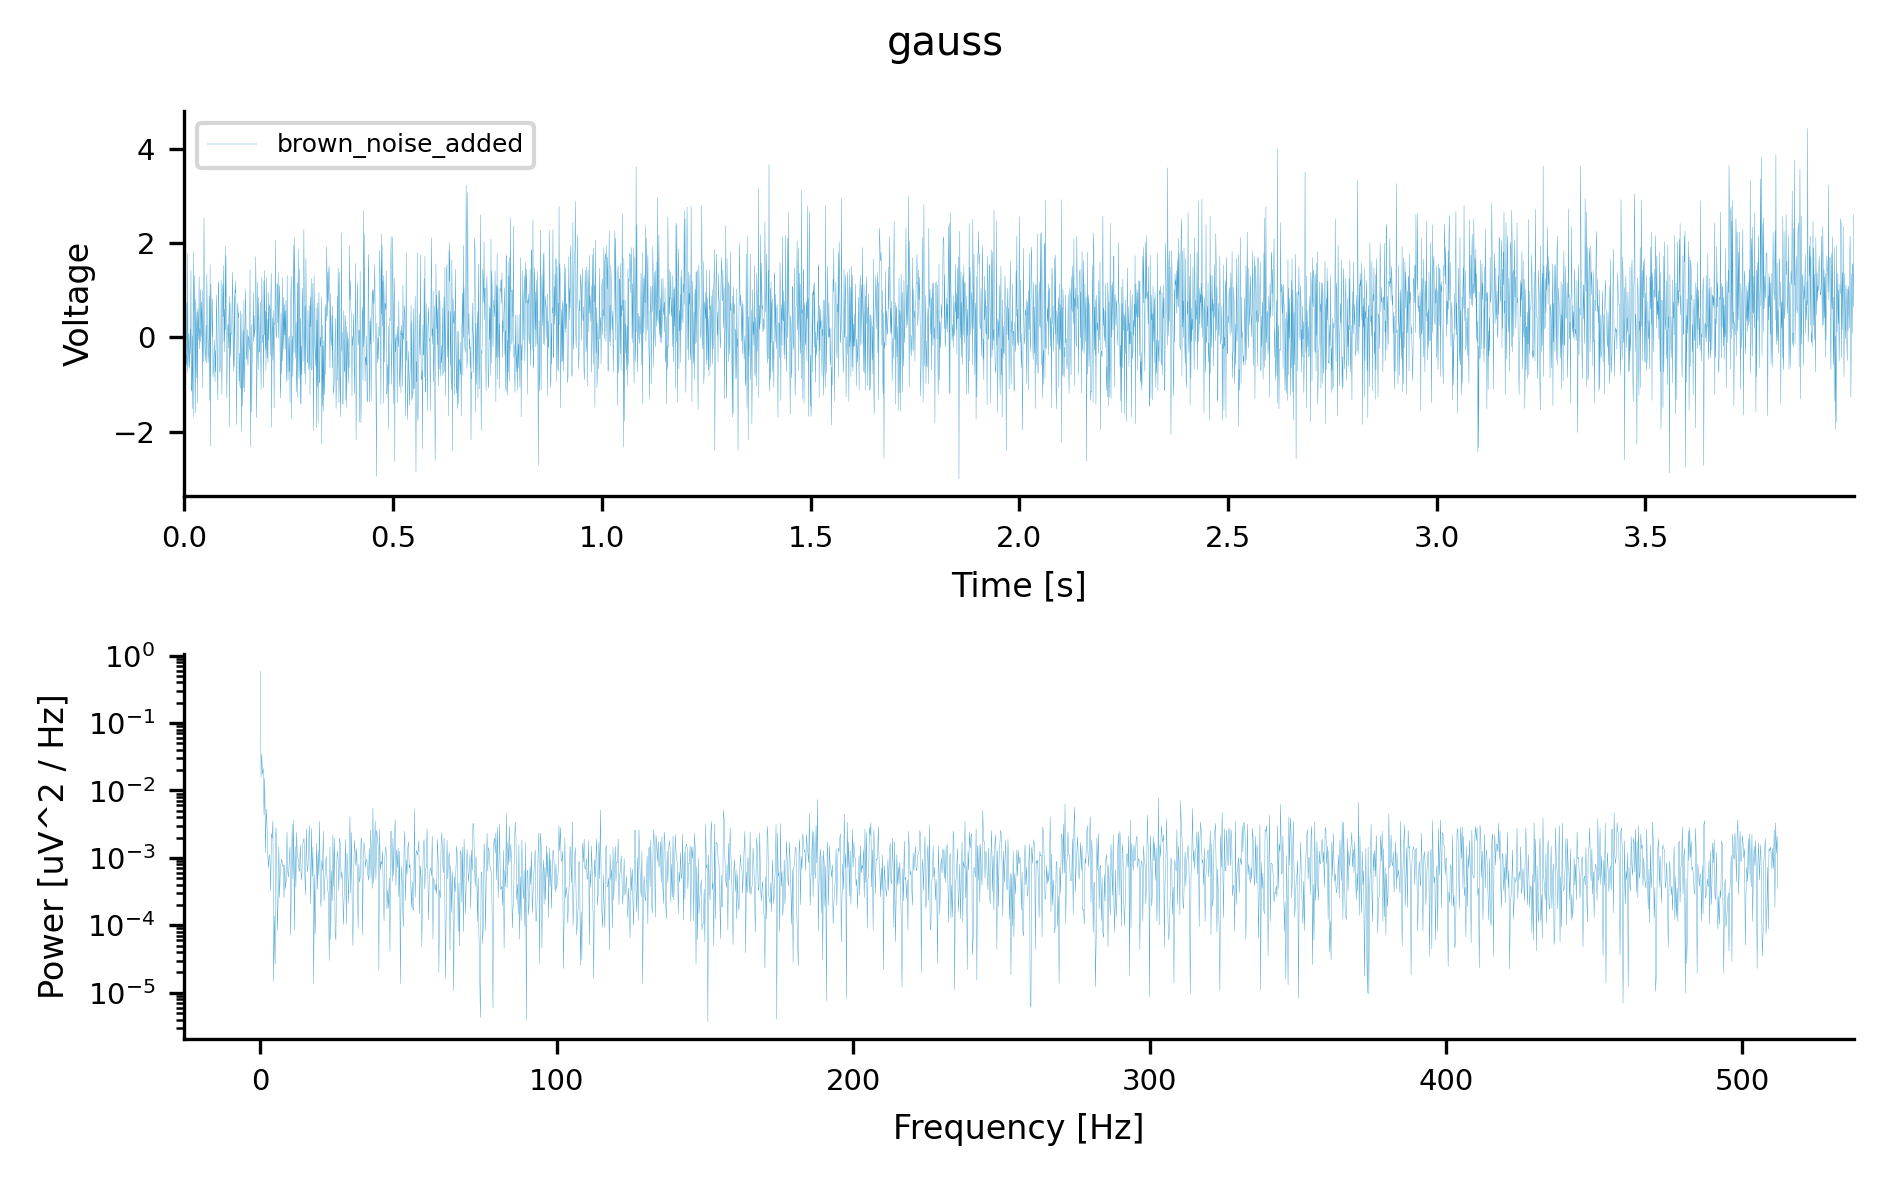 gauss
brown_noise_added
Voltage
4
2
0
−2
0.0 0.5 1.0 1.5 2.0 2.5 3.0 3.5
Time [s]
Power [uV^2 / Hz]
10⁰
10⁻¹
10⁻²
10⁻³
10⁻⁴
10⁻⁵
0 100 200 300 400 500
Frequency [Hz]